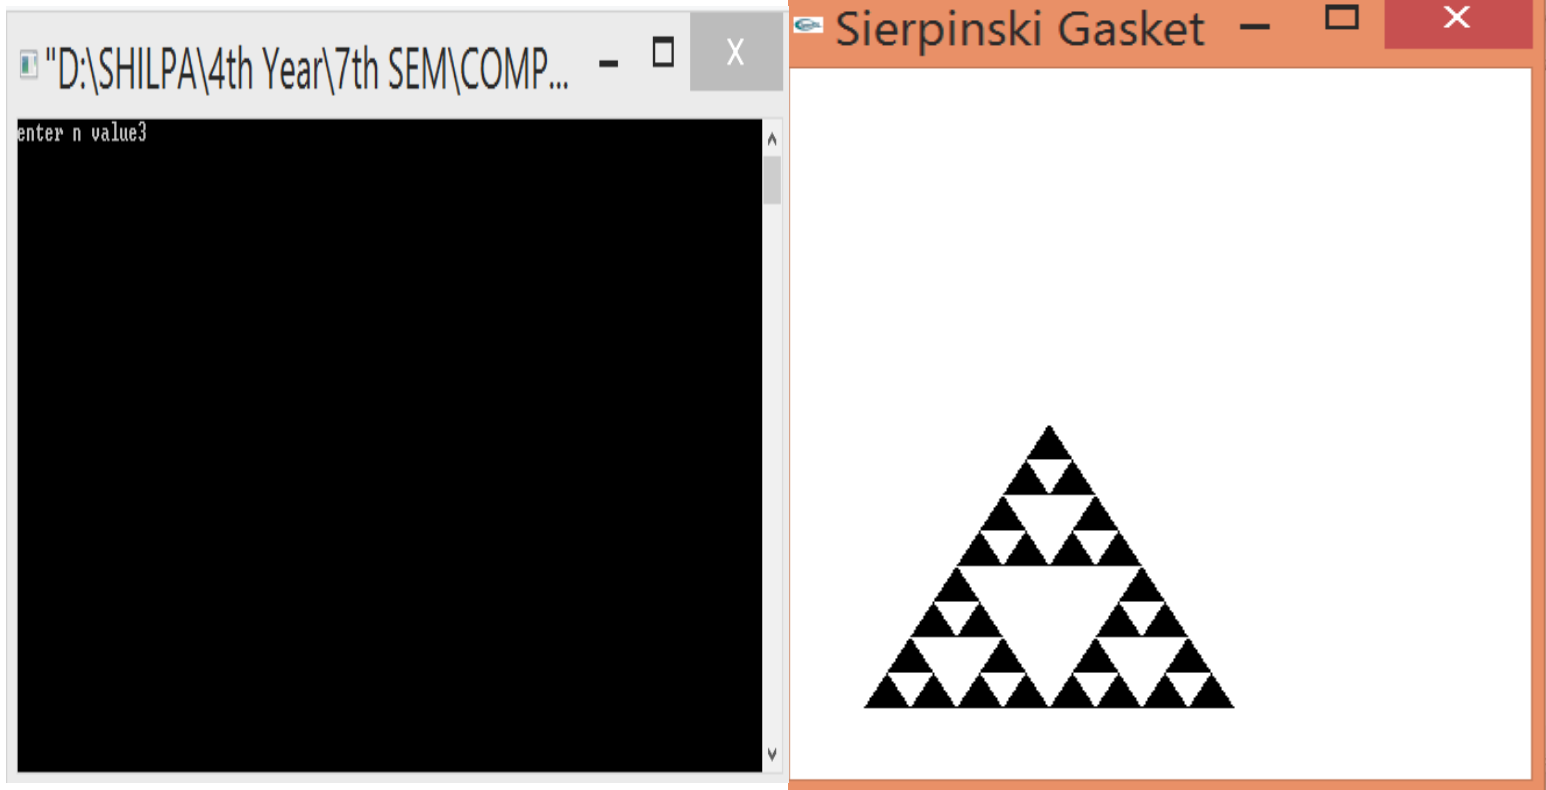 "D:\SHILPA\4th Year\7th SEM\COMP...
enter n value3
Sierpinski Gasket